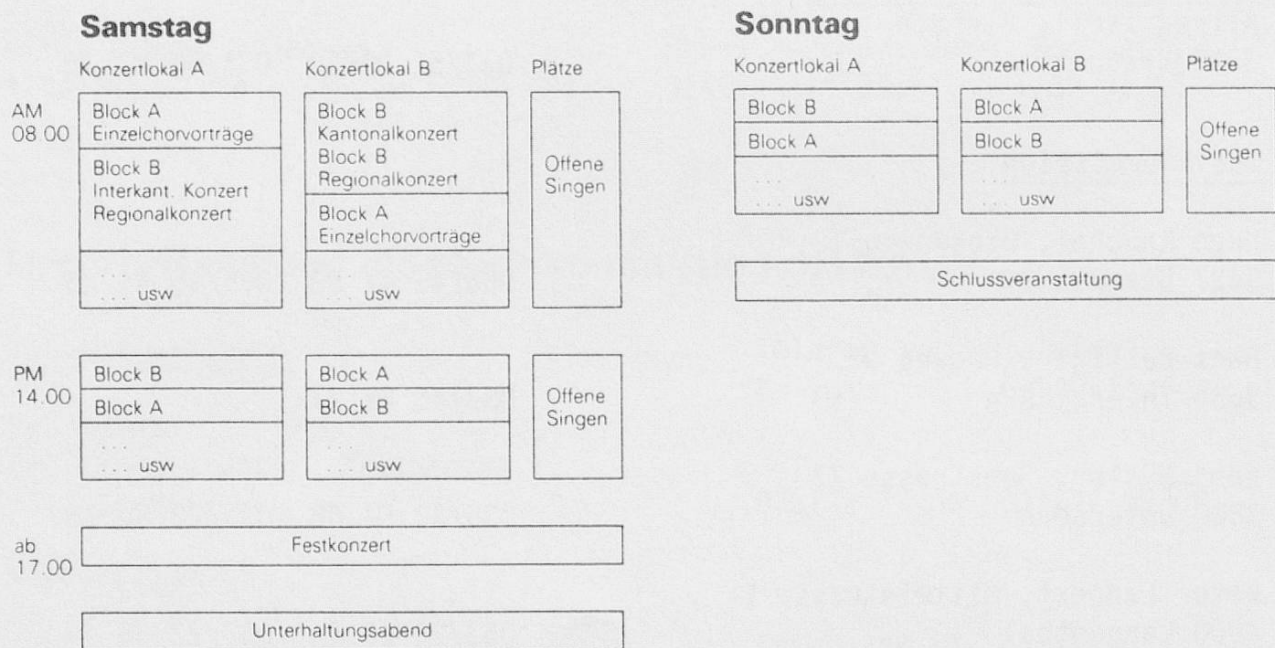 Samstag
Konzertlokal A
Konzertlokal B
Plätze
AM
08.00
Block A
Einzelchorvorträge
Block B
Interkant. Konzert
Regionalkonzert
. . .
. . . usw
Block B
Kantonalkonzert
Block B
Regionalkonzert
Block A
Einzelchorvorträge
. . .
. . . usw
Offene
Singen
PM
14.00
Block B
Block A
. . .
. . . usw
Block A
Block B
. . .
. . . usw
Offene
Singen
ab
17.00
Festkonzert
Unterhaltungsabend
Sonntag
Konzertlokal A
Konzertlokal B
Plätze
Block B
Block A
. . .
. . . usw
Block A
Block B
. . .
. . . usw
Offene
Singen
Schlussveranstaltung